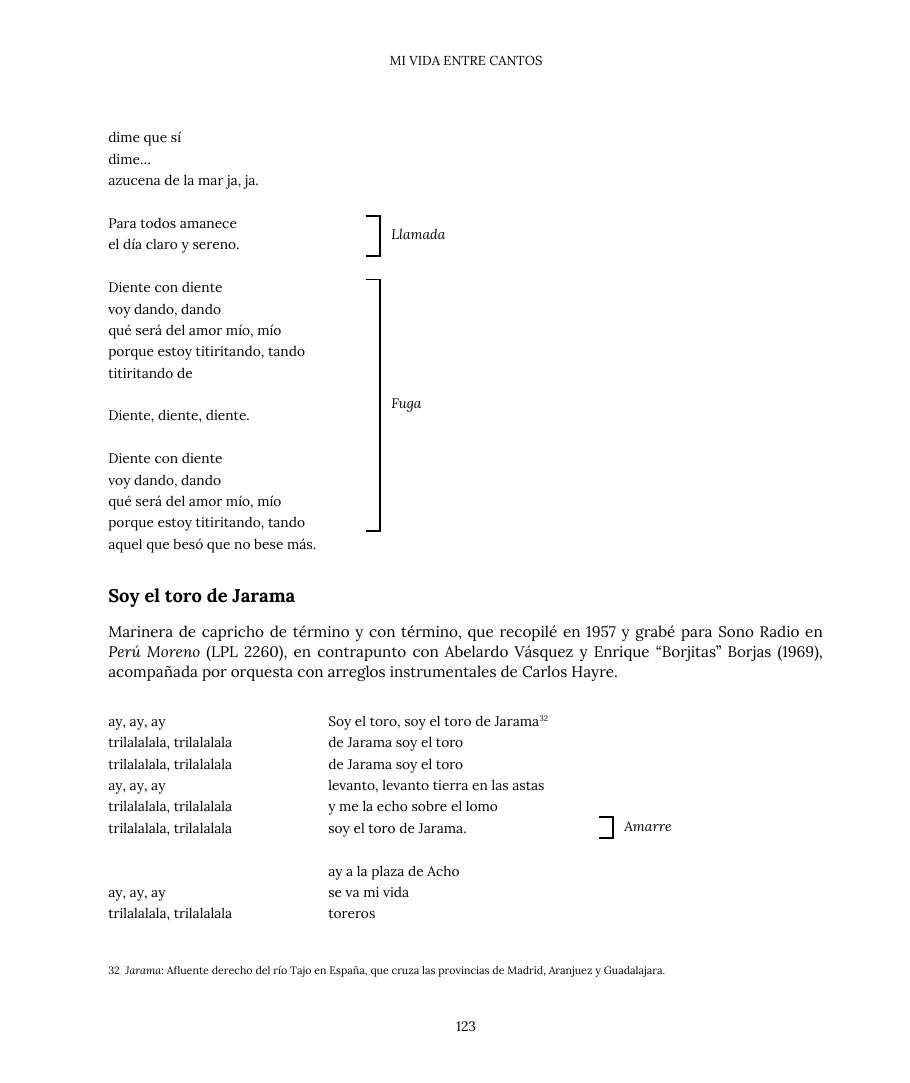 MI VIDA ENTRE CANTOS
dime que sí
dime...
azucena de la mar ja, ja.
Para todos amanece
el día claro y sereno.
Llamada
Diente con diente
voy dando, dando
qué será del amor mío, mío
porque estoy titiritando, tando
titiritando de
Diente, diente, diente.
Fuga
Diente con diente
voy dando, dando
qué será del amor mío, mío
porque estoy titiritando, tando
aquel que besó que no bese más.
Soy el toro de Jarama
Marinera de capricho de término y con término, que recopilé en 1957 y grabé para Sono Radio en
Perú Moreno (LPL 2260), en contrapunto con Abelardo Vásquez y Enrique “Borjitas” Borjas (1969),
acompañada por orquesta con arreglos instrumentales de Carlos Hayre.
ay, ay, ay Soy el toro, soy el toro de Jarama32
trilalalala, trilalalala de Jarama soy el toro
trilalalala, trilalalala de Jarama soy el toro
ay, ay, ay levanto, levanto tierra en las astas
trilalalala, trilalalala y me la echo sobre el lomo
trilalalala, trilalalala soy el toro de Jarama. Amarre
ay a la plaza de Acho
ay, ay, ay se va mi vida
trilalalala, trilalalala toreros
32 Jarama: Afluente derecho del río Tajo en España, que cruza las provincias de Madrid, Aranjuez y Guadalajara.
123